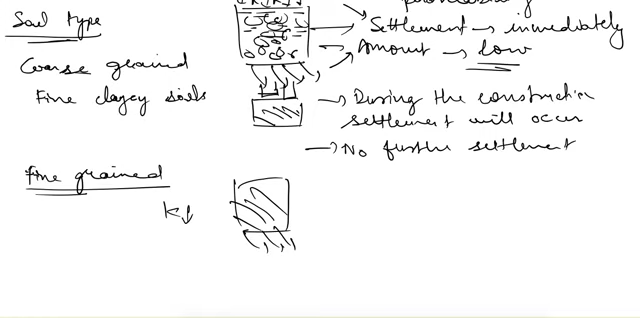 Soil type
Settlement → immediately
Amount → low
Coarse grained
Fine clayey soils
→ During the construction
settlement will occur
→ No further settlement
Fine grained
K↓